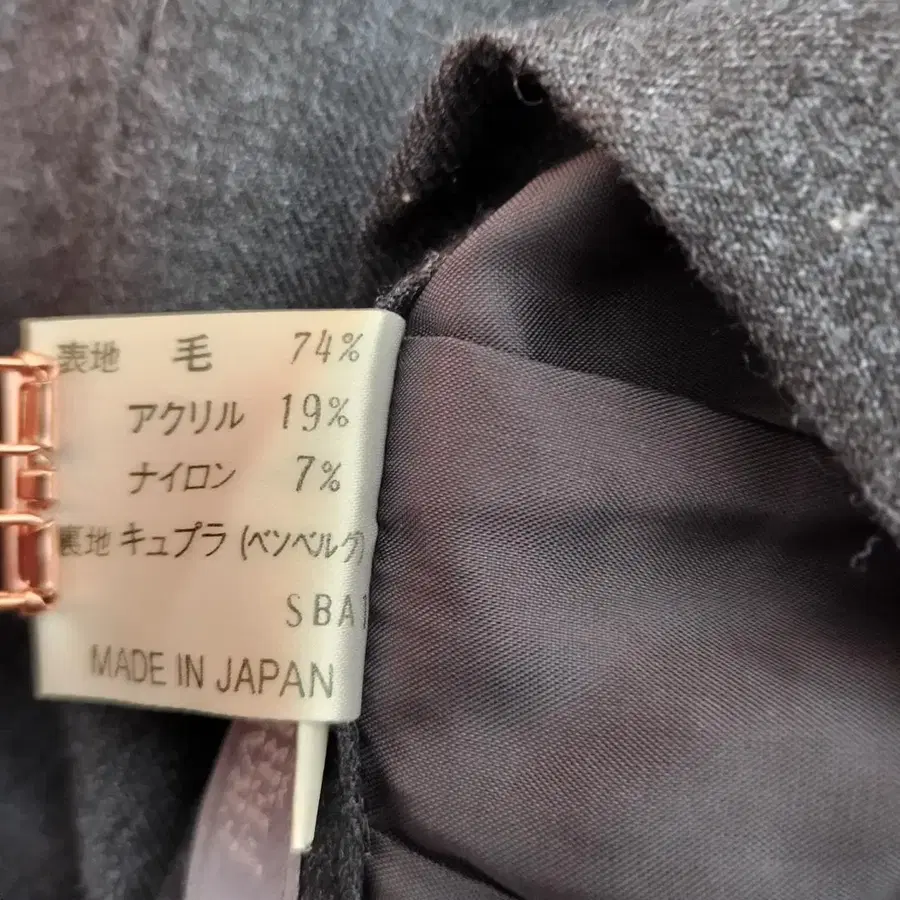 表地 毛 74%
アクリル 19%
ナイロン 7%
裏地 キュプラ (ベンベルグ)
SBA1
MADE IN JAPAN